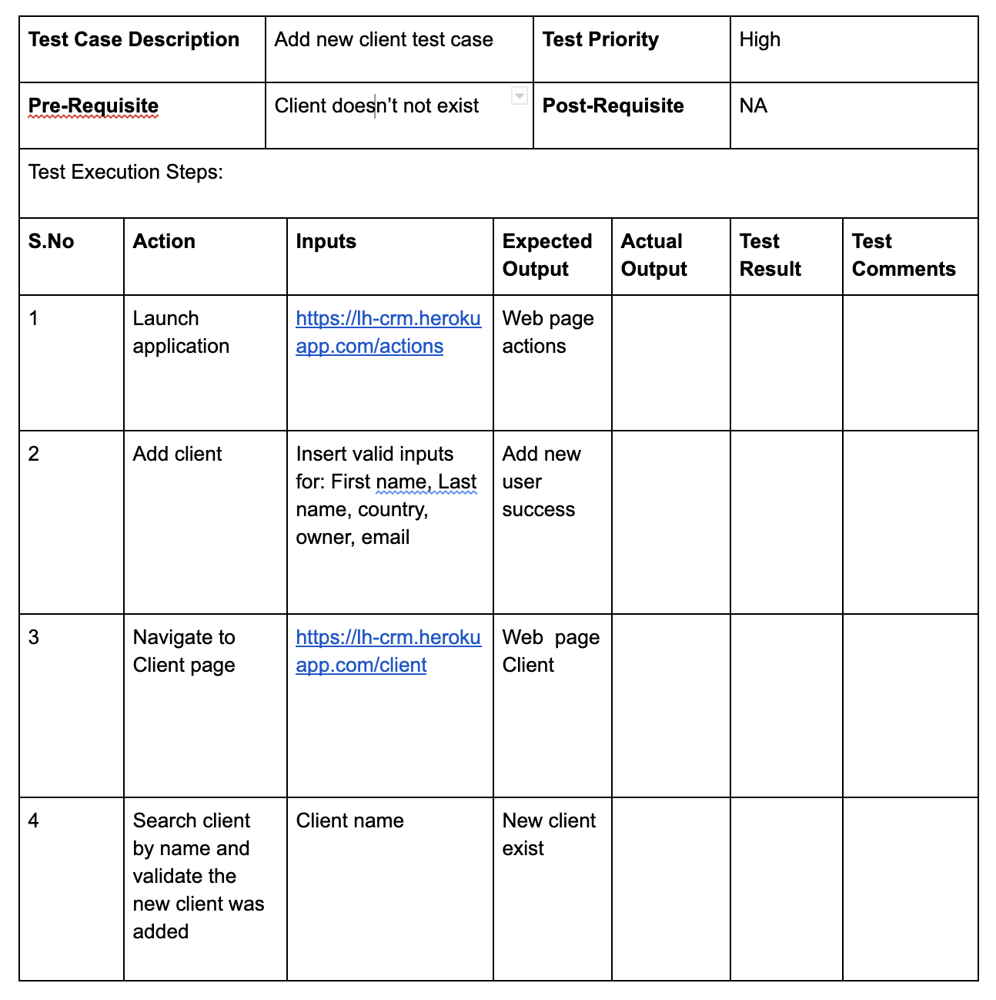 Test Case Description
Add new client test case
Test Priority
High
Pre-Requisite
Client doesn’t not exist
Post-Requisite
NA
Test Execution Steps:
S.No
Action
Inputs
Expected
Output
Actual
Output
Test
Result
Test
Comments
1
Launch
application
https://lh-crm.heroku
app.com/actions
Web page
actions
2
Add client
Insert valid inputs
for: First name, Last
name, country,
owner, email
Add new
user
success
3
Navigate to
Client page
https://lh-crm.heroku
app.com/client
Web  page
Client
4
Search client
by name and
validate the
new client was
added
Client name
New client
exist